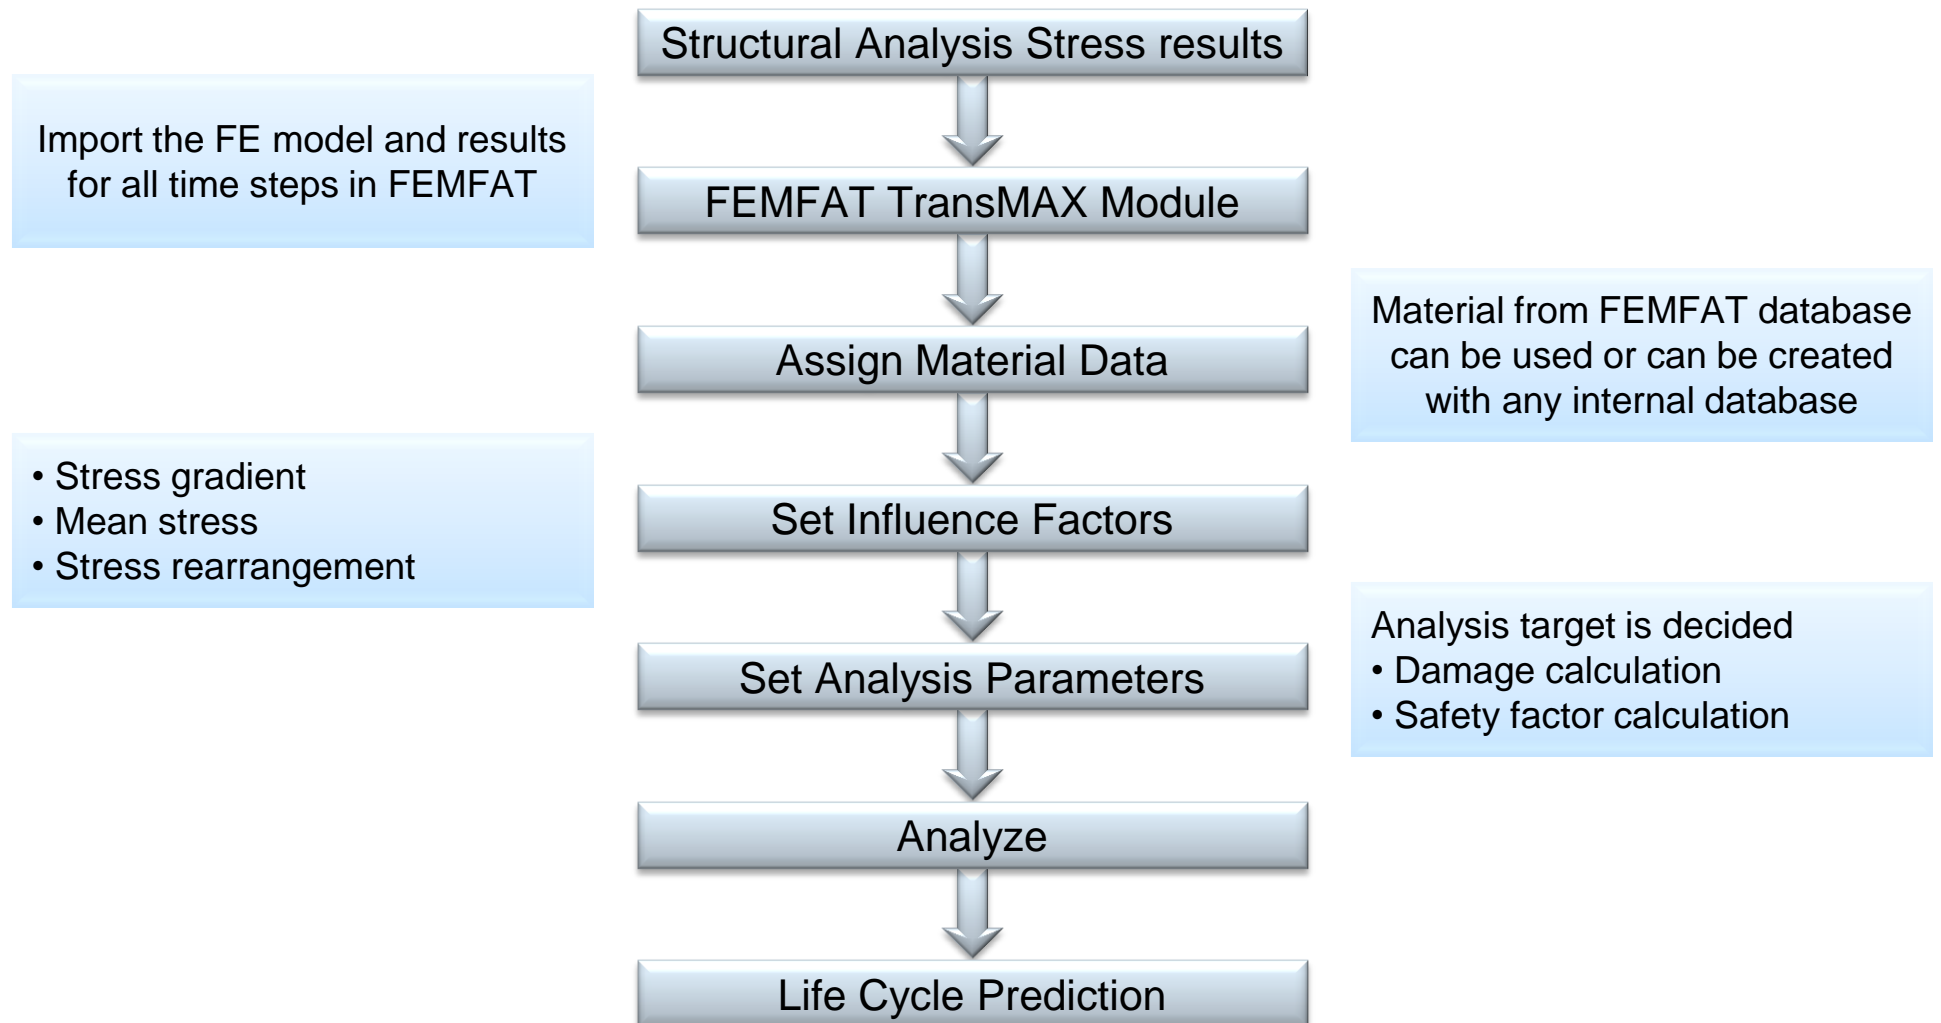 Structural Analysis Stress results
Import the FE model and results
for all time steps in FEMFAT
FEMFAT TransMAX Module
Material from FEMFAT database
can be used or can be created
with any internal database
Assign Material Data
• Stress gradient
• Mean stress
• Stress rearrangement
Set Influence Factors
Analysis target is decided
• Damage calculation
• Safety factor calculation
Set Analysis Parameters
Analyze
Life Cycle Prediction